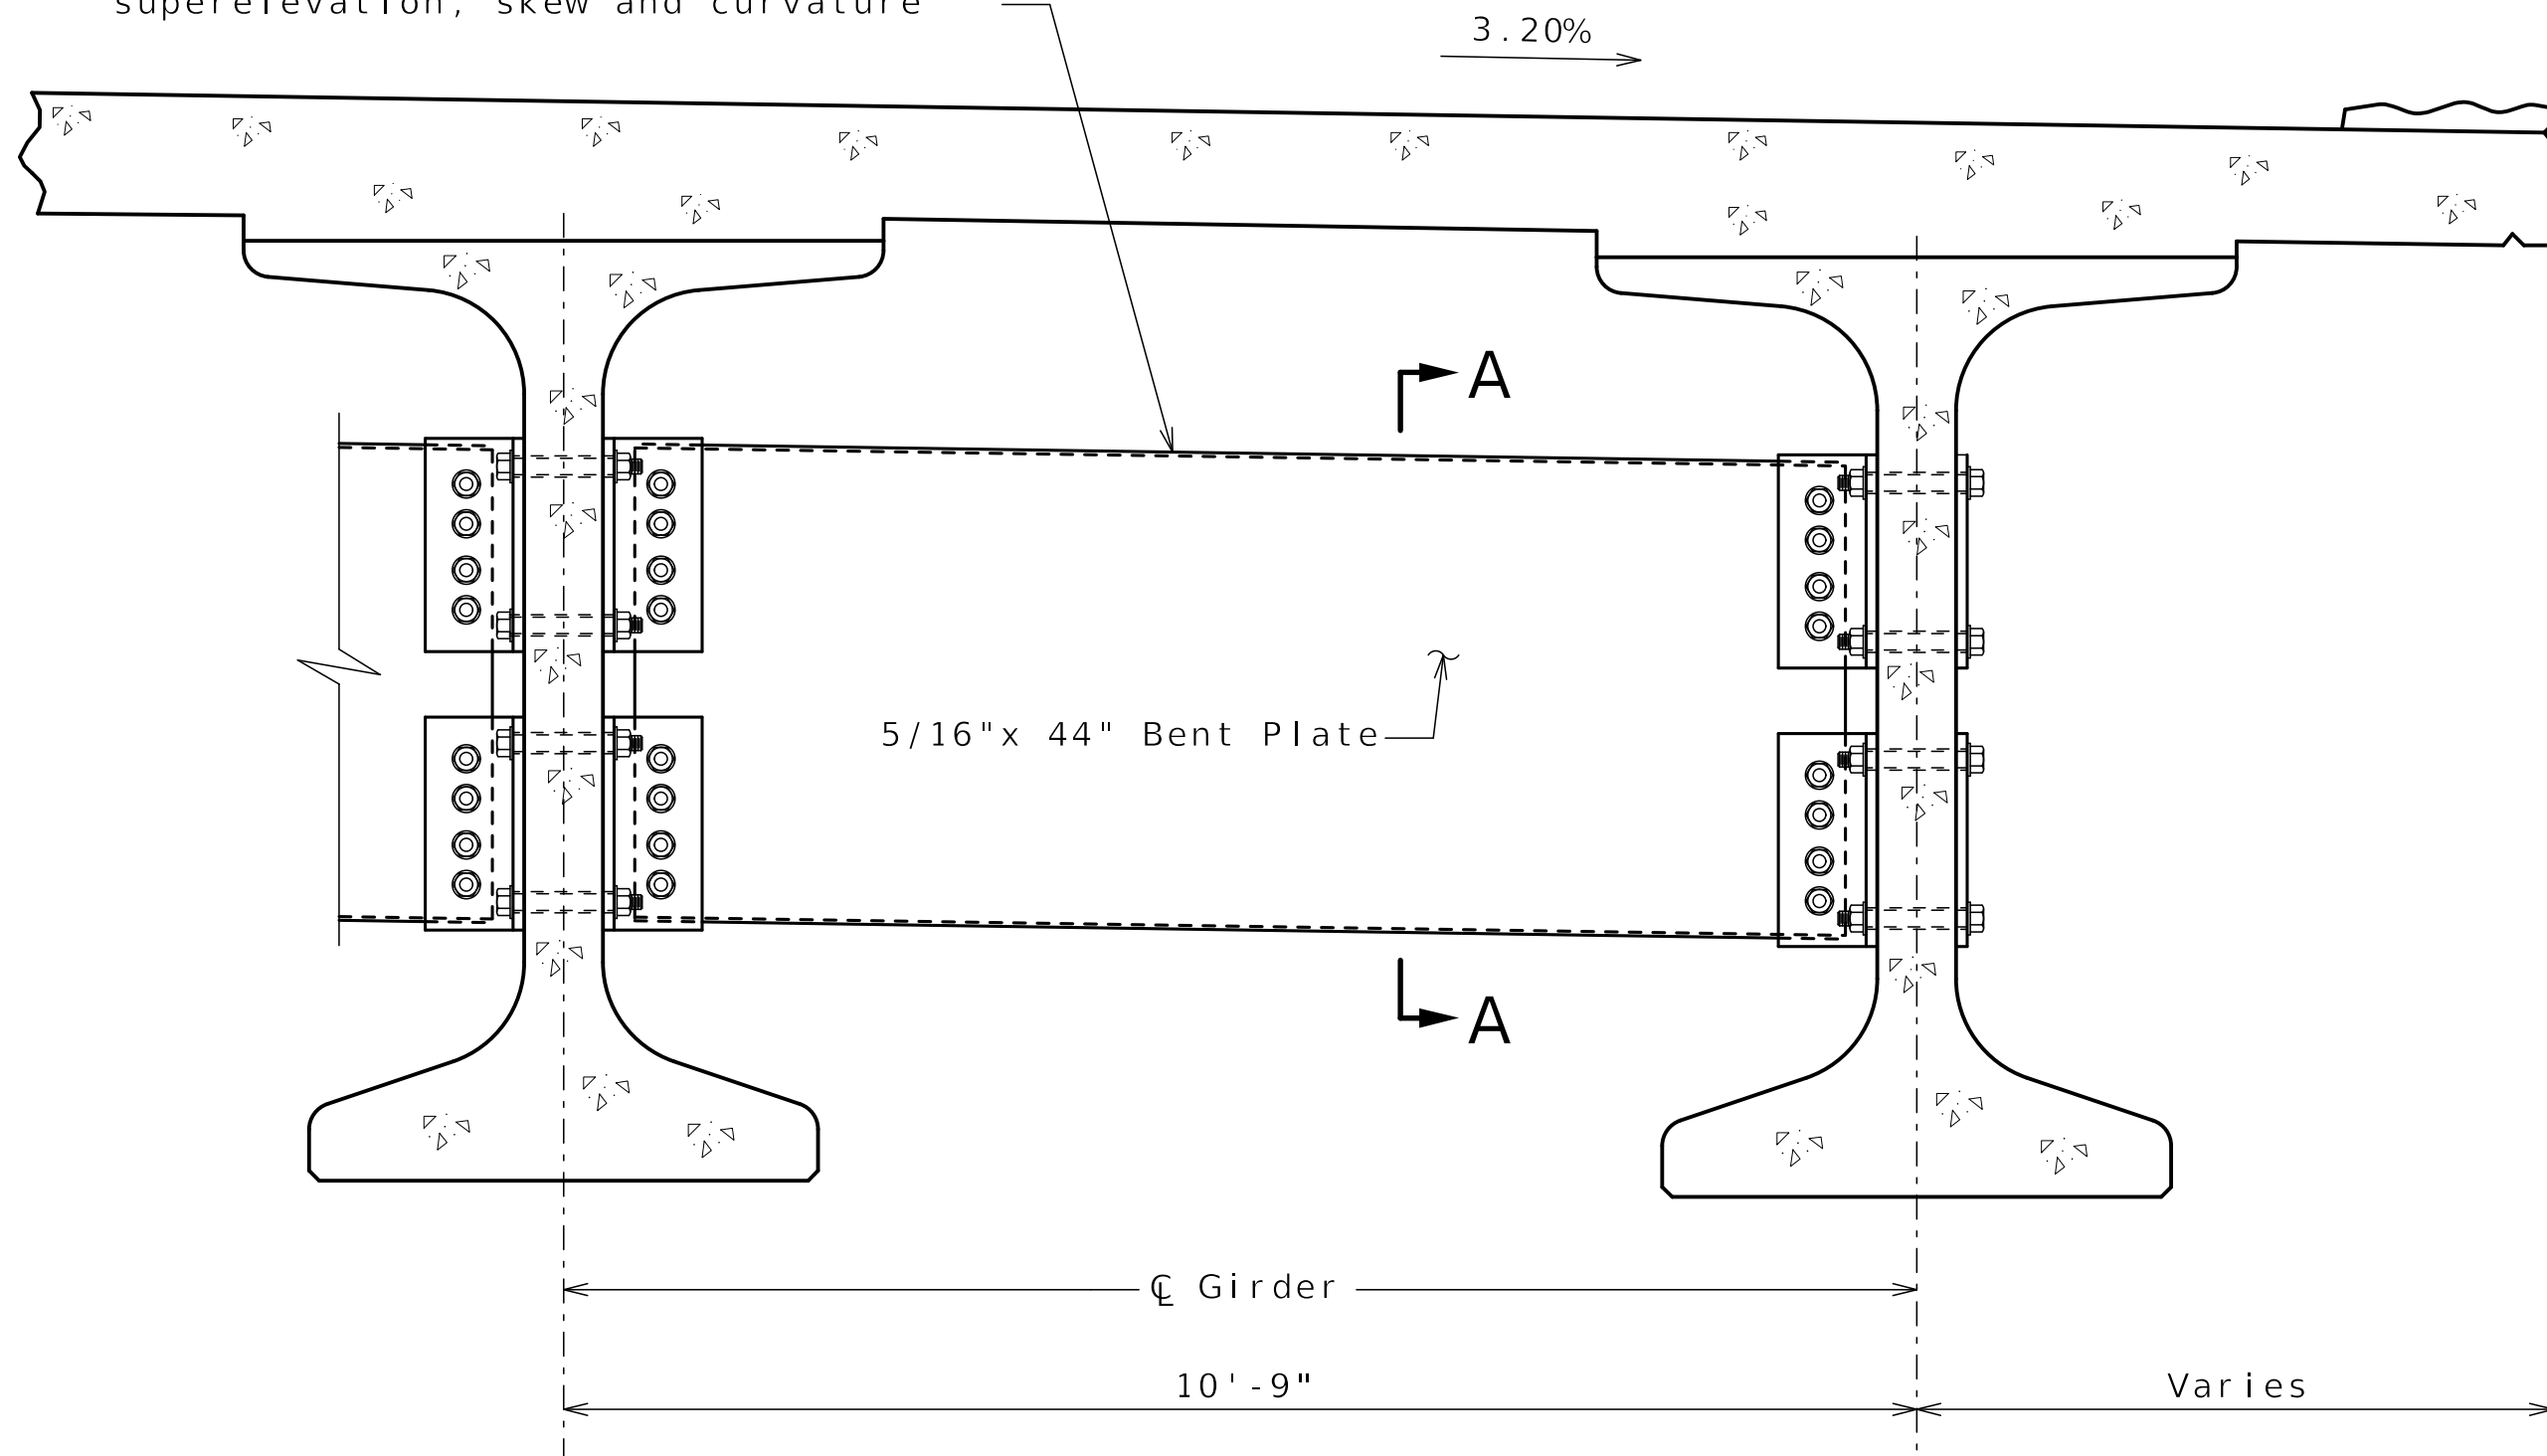 superelevation, skew and curvature
3.20%
A
5/16"x 44" Bent Plate
A
℄ Girder
10'-9"
Varies